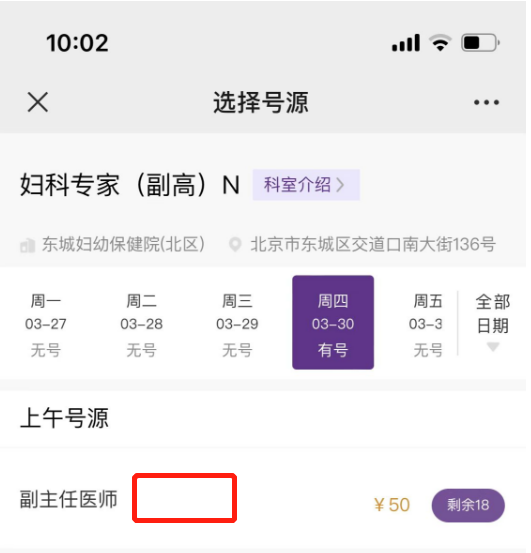 10:02
选择号源
妇科专家（副高）N 科室介绍
东城妇幼保健院(北区) 北京市东城区交道口南大街136号
周一 周二 周三 周四 周五 全部
03-27 03-28 03-29 03-30 03-3 日期
无号 无号 无号 有号 无号
上午号源
副主任医师 ￥50 剩余18